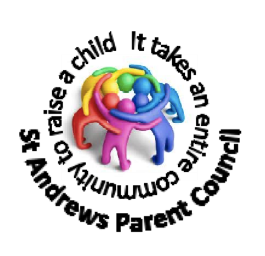 It takes an entire community to raise a child
St Andrews Parent Council